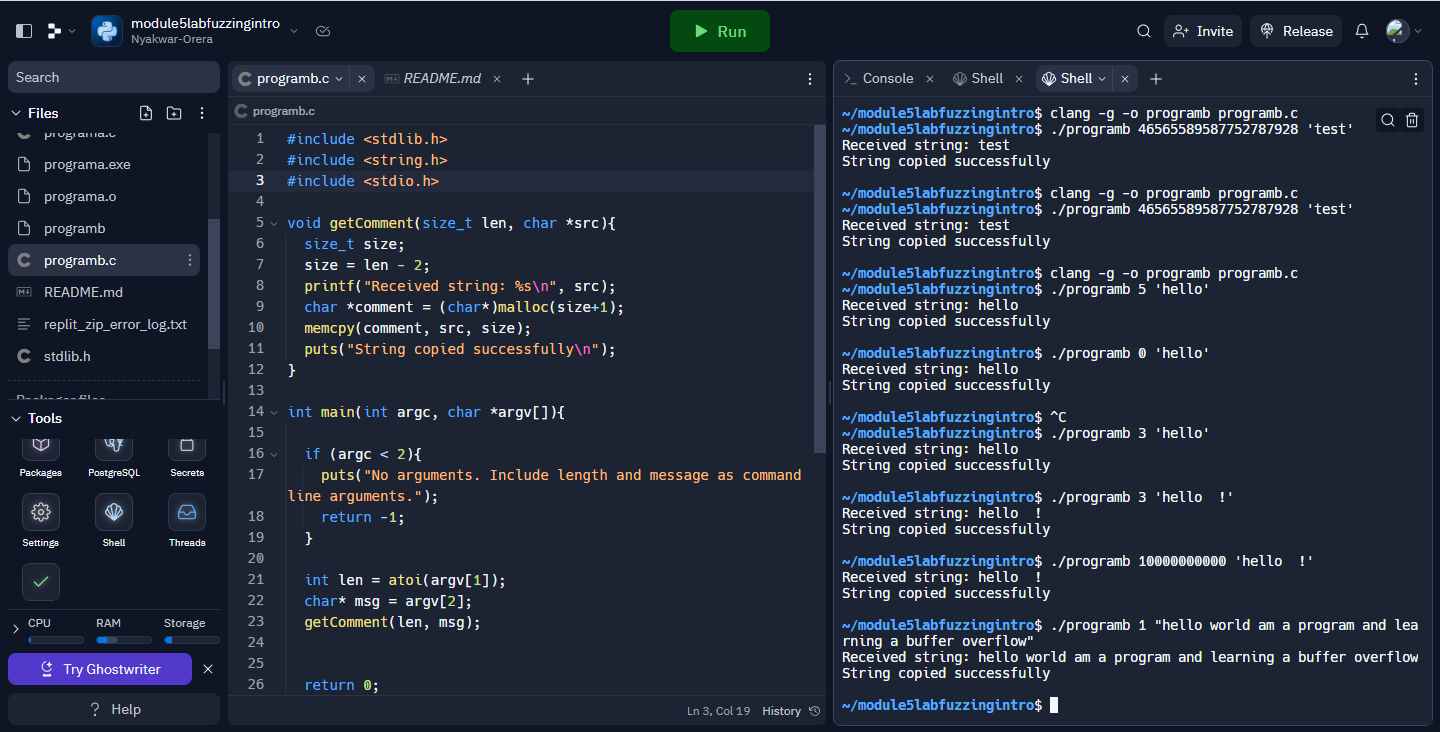 module5labfuzzingintro
Nyakwar-Orera
Run
Invite
Release
Search
Files
programa.c
programa.exe
programa.o
programb
programb.c
README.md
replit_zip_error_log.txt
stdlib.h
Packager files
Tools
Packages
PostgreSQL
Secrets
Settings
Shell
Threads
CPU
RAM
Storage
Try Ghostwriter
Help
programb.c
README.md
programb.c
1 #include <stdlib.h>
2 #include <string.h>
3 #include <stdio.h>
4
5 void getComment(size_t len, char *src){
6 size_t size;
7 size = len - 2;
8 printf("Received string: %s\n", src);
9 char *comment = (char*)malloc(size+1);
10 memcpy(comment, src, size);
11 puts("String copied successfully\n");
12 }
13
14 int main(int argc, char *argv[]){
15
16 if (argc < 2){
17 puts("No arguments. Include length and message as command
line arguments.");
18 return -1;
19 }
20
21 int len = atoi(argv[1]);
22 char* msg = argv[2];
23 getComment(len, msg);
24
25
26 return 0;
Ln 3, Col 19 History
Console
Shell
Shell
~/module5labfuzzingintro$ clang -g -o programb programb.c
~/module5labfuzzingintro$ ./programb 46565589587752787928 'test'
Received string: test
String copied successfully
~/module5labfuzzingintro$ clang -g -o programb programb.c
~/module5labfuzzingintro$ ./programb 46565589587752787928 'test'
Received string: test
String copied successfully
~/module5labfuzzingintro$ clang -g -o programb programb.c
~/module5labfuzzingintro$ ./programb 5 'hello'
Received string: hello
String copied successfully
~/module5labfuzzingintro$ ./programb 0 'hello'
Received string: hello
String copied successfully
~/module5labfuzzingintro$ ^C
~/module5labfuzzingintro$ ./programb 3 'hello'
Received string: hello
String copied successfully
~/module5labfuzzingintro$ ./programb 3 'hello  !'
Received string: hello  !
String copied successfully
~/module5labfuzzingintro$ ./programb 10000000000 'hello  !'
Received string: hello  !
String copied successfully
~/module5labfuzzingintro$ ./programb 1 "hello world am a program and lea
rning a buffer overflow"
Received string: hello world am a program and learning a buffer overflow
String copied successfully
~/module5labfuzzingintro$